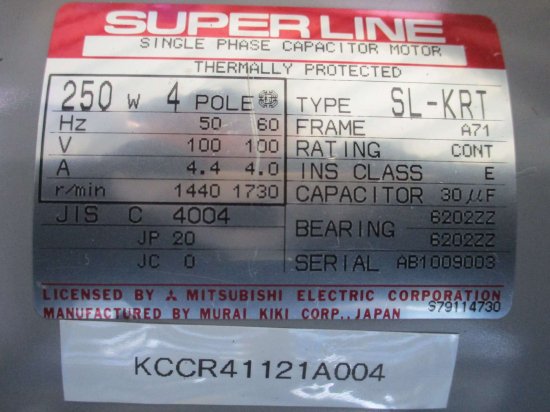 SUPER LINE
SINGLE PHASE CAPACITOR MOTOR
THERMALLY PROTECTED
250 W 4 POLE
Hz 50 60
V 100 100
A 4.4 4.0
r/min 1440 1730
JIS C 4004
JP 20
JC 0
TYPE SL-KRT
FRAME A71
RATING CONT
INS CLASS E
CAPACITOR 30µF
BEARING 6202ZZ
6202ZZ
SERIAL AB1009003
LICENSED BY MITSUBISHI ELECTRIC CORPORATION
MANUFACTURED BY MURAI KIKI CORP., JAPAN
S79114730
KCCR41121A004